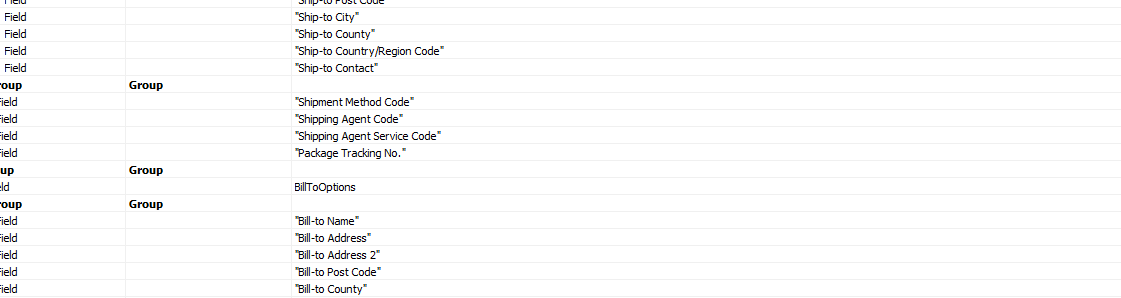 Field "Ship-to Post Code"
Field "Ship-to City"
Field "Ship-to County"
Field "Ship-to Country/Region Code"
Field "Ship-to Contact"
roup Group
ield "Shipment Method Code"
ield "Shipping Agent Code"
ield "Shipping Agent Service Code"
ield "Package Tracking No."
up Group
eld BillToOptions
roup Group
ield "Bill-to Name"
ield "Bill-to Address"
ield "Bill-to Address 2"
ield "Bill-to Post Code"
ield "Bill-to County"